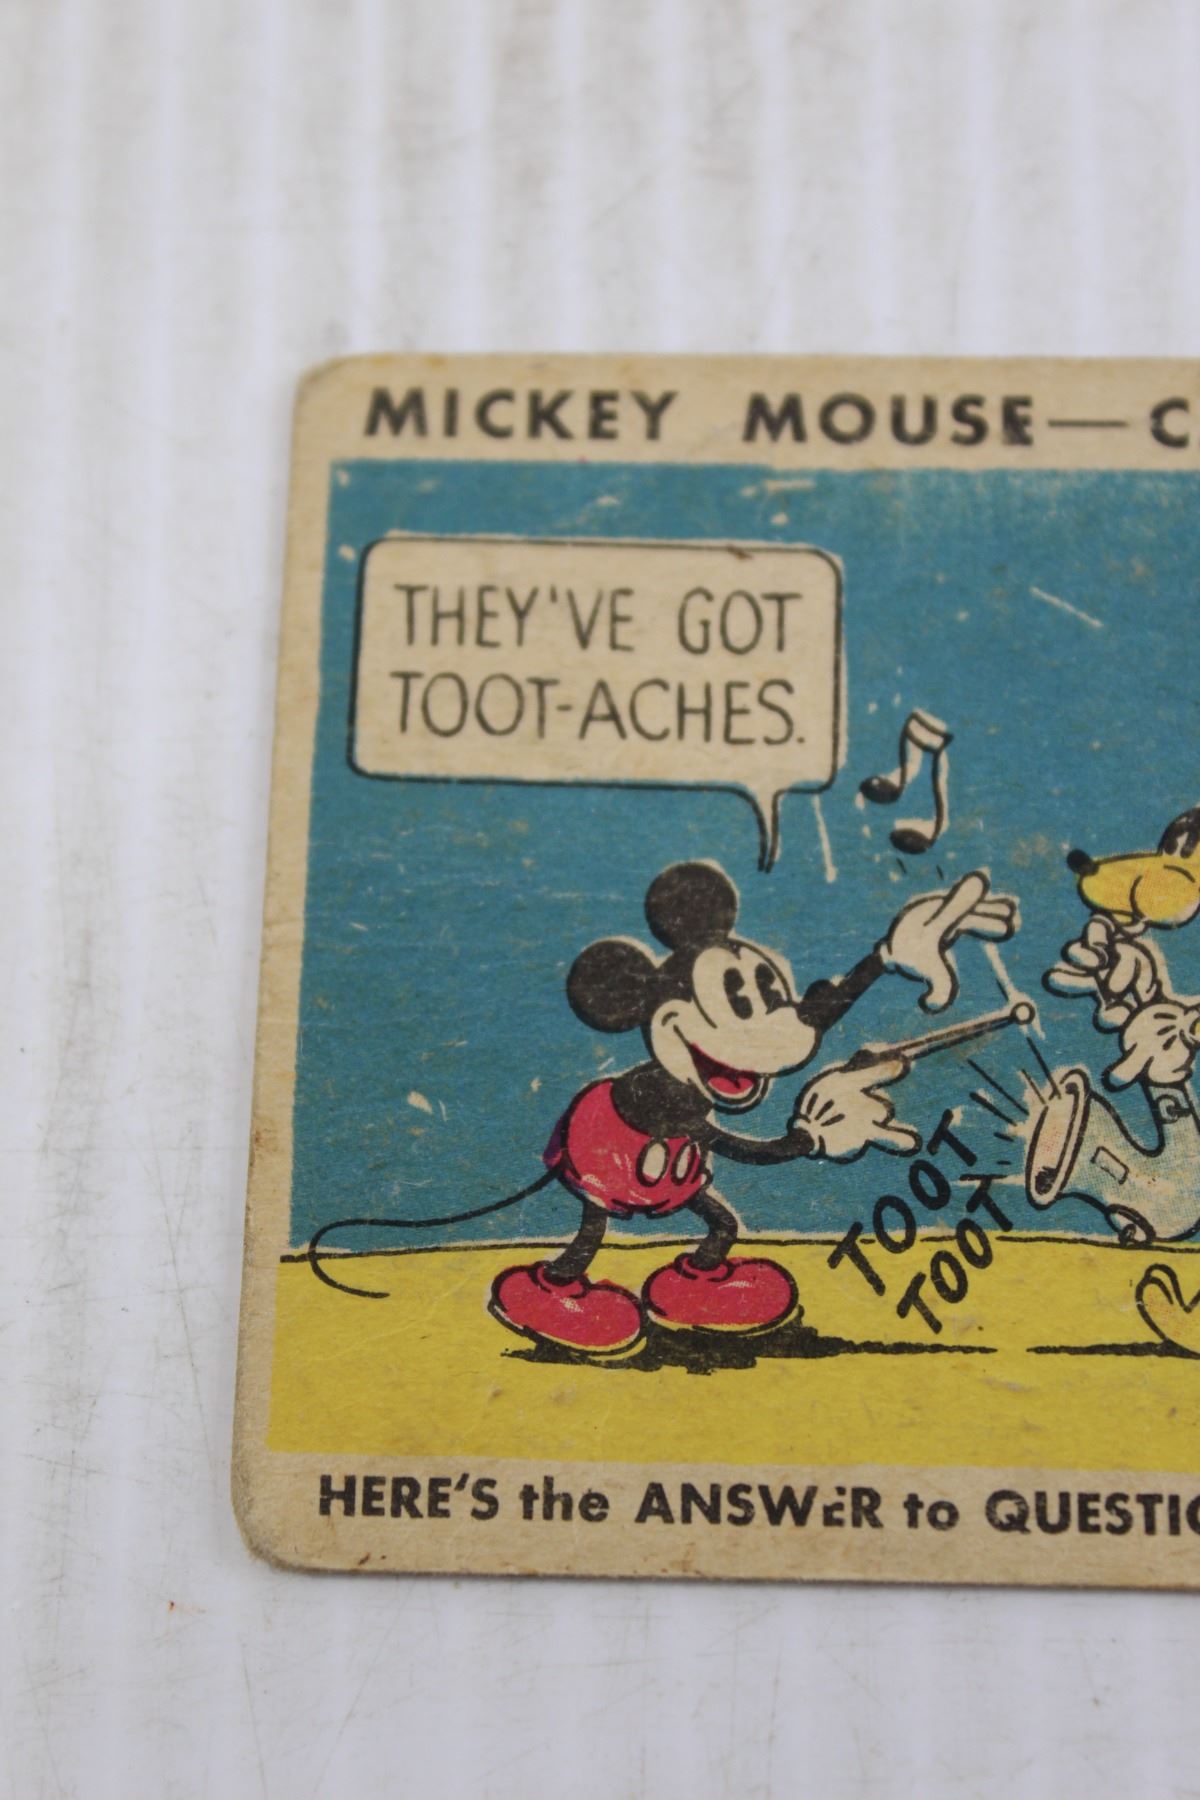 MICKEY MOUSE— C
THEY'VE GOT
TOOT-ACHES.
TOOT
TOOT
HERE'S the ANSWER to QUESTIO